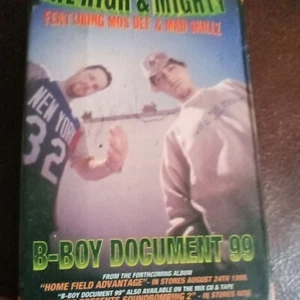 THE HIGH & MIGHTY
FEATURING MOS DEF & MAD SKILLZ
NEW YORK
32
B-BOY DOCUMENT 99
FROM THE FORTHCOMING ALBUM
"HOME FIELD ADVANTAGE" - IN STORES AUGUST 24TH 1999.
"B-BOY DOCUMENT 99" ALSO AVAILABLE ON THE MIX CD & TAPE
PRESENTS SOUNDBOMBING 2" - IN STORES NOW